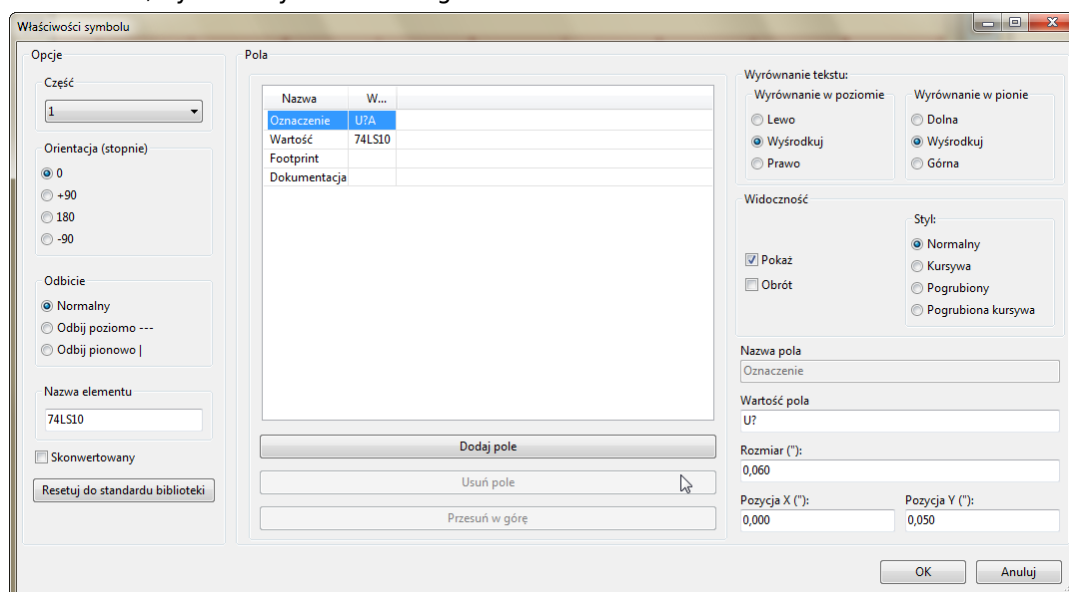 Właściwości symbolu
Opcje
Część
1
Orientacja (stopnie)
0
+90
180
-90
Odbicie
Normalny
Odbij poziomo ---
Odbij pionowo |
Nazwa elementu
74LS10
Skonwertowany
Resetuj do standardu biblioteki
Pola
Nazwa W...
Oznaczenie U?A
Wartość 74LS10
Footprint
Dokumentacja
Dodaj pole
Usuń pole
Przesuń w górę
Wyrównanie tekstu:
Wyrównanie w poziomie
Lewo
Wyśrodkuj
Prawo
Wyrównanie w pionie
Dolna
Wyśrodkuj
Górna
Widoczność
Pokaż
Obrót
Styl:
Normalny
Kursywa
Pogrubiony
Pogrubiona kursywa
Nazwa pola
Oznaczenie
Wartość pola
U?
Rozmiar ("):
0,060
Pozycja X ("):
0,000
Pozycja Y ("):
0,050
OK
Anuluj